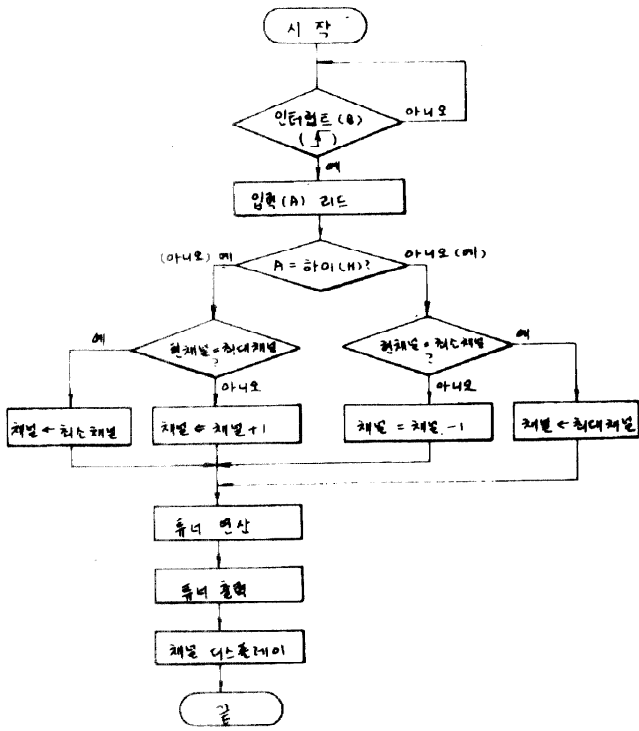 시 작
인터럽트(B)
아니오
예
입력(A) 리드
(아니오) 예
A = 하이(H)?
아니오(예)
예
현채널 = 최대채널
?
아니오
현채널 = 최소채널
?
예
아니오
채널 ← 최소채널
채널 ← 채널 +1
채널 = 채널 -1
채널 ← 최대채널
튜너 연산
튜너 출력
채널 디스플레이
끝